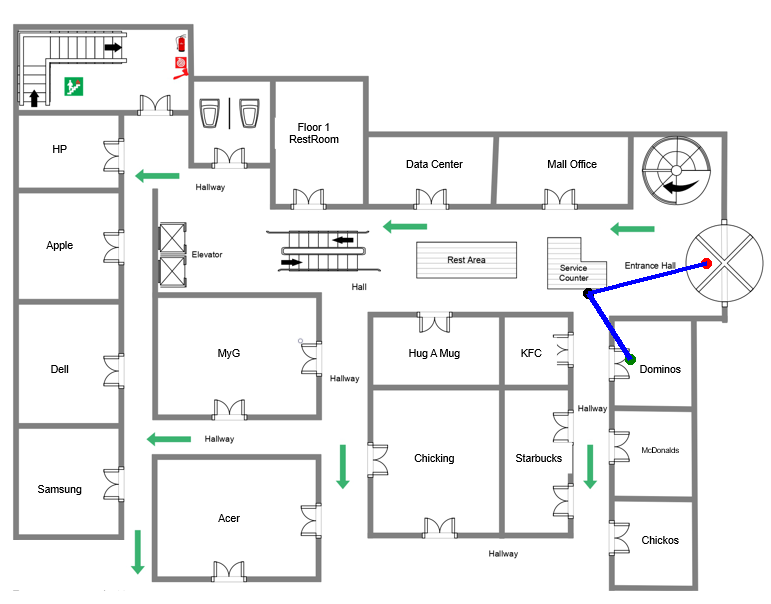 HP
Floor 1
RestRoom
Data Center
Mall Office
Hallway
Apple
Elevator
Rest Area
Service
Counter
Entrance Hall
Hall
MyG
Hug A Mug
KFC
Dell
Hallway
Dominos
Hallway
Hallway
Chicking
Starbucks
McDonalds
Samsung
Acer
Chickos
Hallway